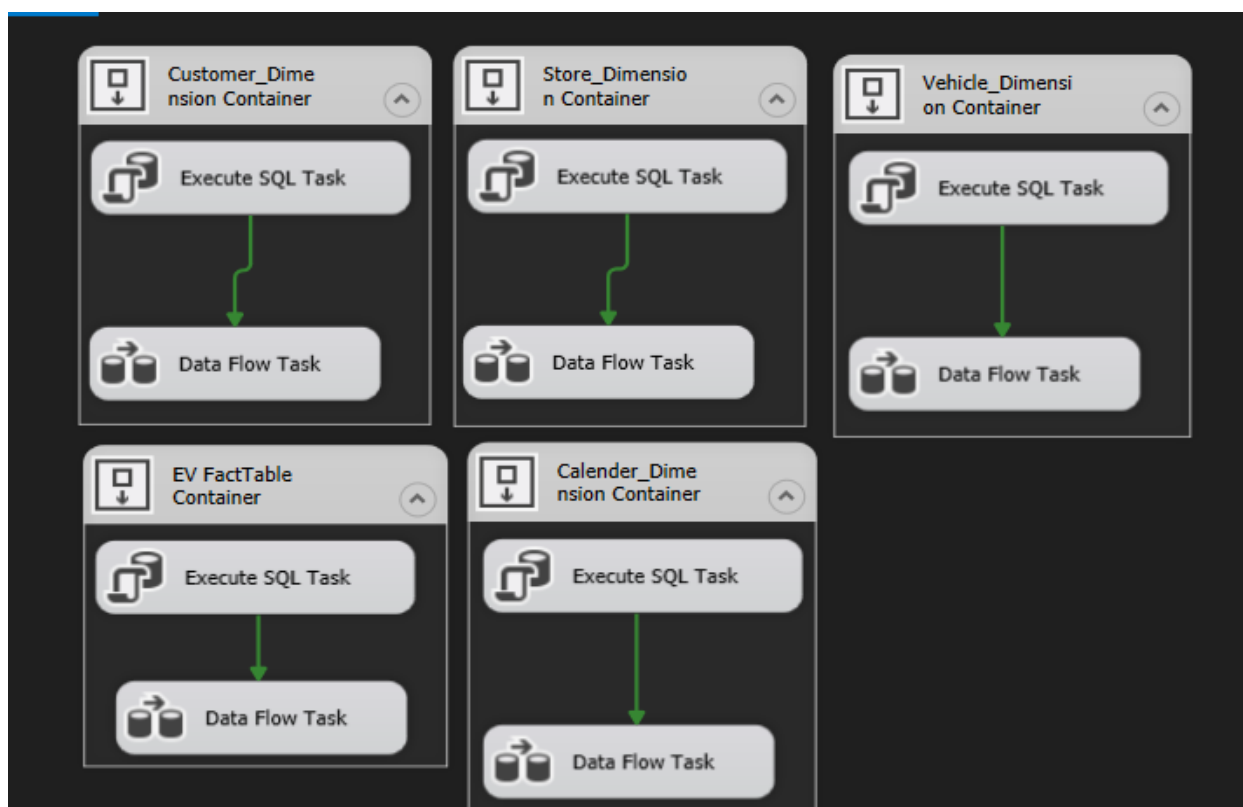 Customer_Dime
nsion Container
Execute SQL Task
Data Flow Task
Store_Dimensio
n Container
Execute SQL Task
Data Flow Task
Vehicle_Dimensi
on Container
Execute SQL Task
Data Flow Task
EV FactTable
Container
Execute SQL Task
Data Flow Task
Calender_Dime
nsion Container
Execute SQL Task
Data Flow Task